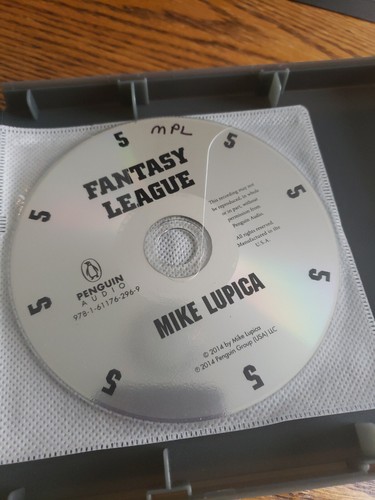 5 MPL 5
FANTASY
LEAGUE
5
5
This recording may not
be reproduced, in whole
or in part, without
permission from
Penguin Audio.
All rights reserved.
Manufactured in the
U.S.A.
5
5
PENGUIN
AUDIO
978-1-61176-296-9
MIKE LUPICA
© 2014 by Mike Lupica
℗ 2014 Penguin Group (USA) LLC
5
5